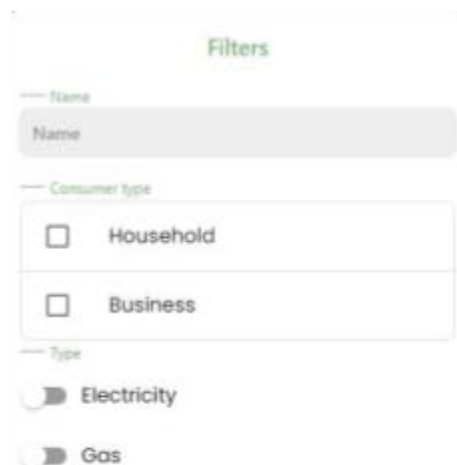 Filters
Name
Name
Consumer type
Household
Business
Type
Electricity
Gas